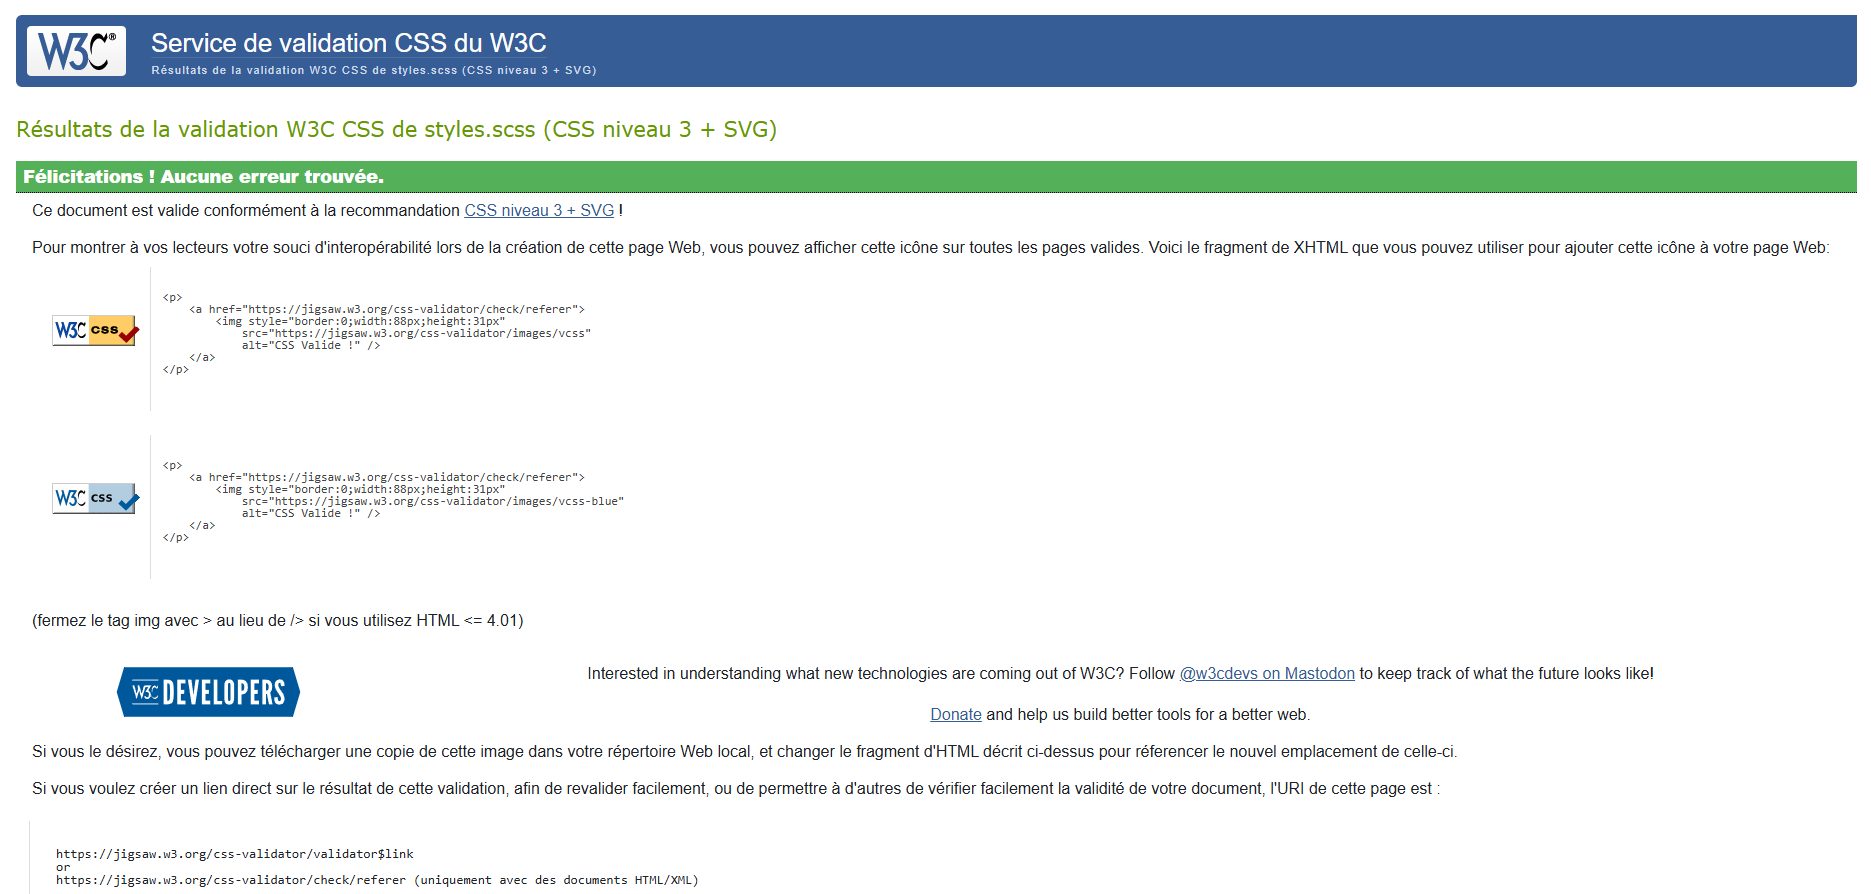 W3C®
Service de validation CSS du W3C
Résultats de la validation W3C CSS de styles.scss (CSS niveau 3 + SVG)
Résultats de la validation W3C CSS de styles.scss (CSS niveau 3 + SVG)
Félicitations ! Aucune erreur trouvée.
Ce document est valide conformément à la recommandation CSS niveau 3 + SVG !
Pour montrer à vos lecteurs votre souci d'interopérabilité lors de la création de cette page Web, vous pouvez afficher cette icône sur toutes les pages valides. Voici le fragment de XHTML que vous pouvez utiliser pour ajouter cette icône à votre page Web:
W3C css
<p>
<a href="https://jigsaw.w3.org/css-validator/check/referer">
<img style="border:0;width:88px;height:31px"
src="https://jigsaw.w3.org/css-validator/images/vcss"
alt="CSS Valide !" />
</a>
</p>
W3C css
<p>
<a href="https://jigsaw.w3.org/css-validator/check/referer">
<img style="border:0;width:88px;height:31px"
src="https://jigsaw.w3.org/css-validator/images/vcss-blue"
alt="CSS Valide !" />
</a>
</p>
(fermez le tag img avec > au lieu de /> si vous utilisez HTML <= 4.01)
W3C DEVELOPERS
Interested in understanding what new technologies are coming out of W3C? Follow @w3cdevs on Mastodon to keep track of what the future looks like!
Donate and help us build better tools for a better web.
Si vous le désirez, vous pouvez télécharger une copie de cette image dans votre répertoire Web local, et changer le fragment d'HTML décrit ci-dessus pour réferencer le nouvel emplacement de celle-ci.
Si vous voulez créer un lien direct sur le résultat de cette validation, afin de revalider facilement, ou de permettre à d'autres de vérifier facilement la validité de votre document, l'URI de cette page est :
https://jigsaw.w3.org/css-validator/validator$link
or
https://jigsaw.w3.org/css-validator/check/referer (uniquement avec des documents HTML/XML)